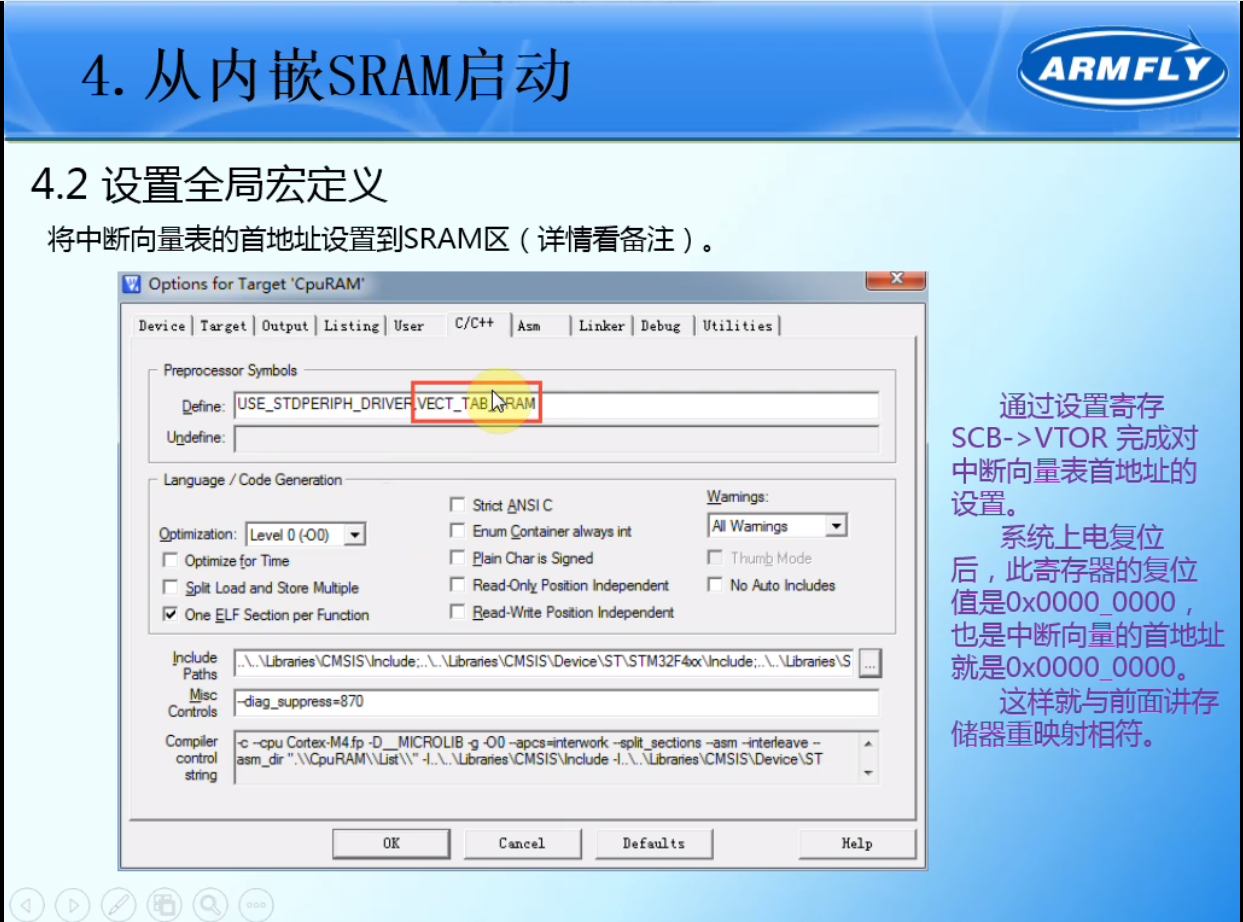 4. 从内嵌SRAM启动
ARMFLY
4.2 设置全局宏定义
将中断向量表的首地址设置到SRAM区（详情看备注）。
Options for Target 'CpuRAM'
Device Target Output Listing User C/C++ Asm Linker Debug Utilities
Preprocessor Symbols
Define: USE_STDPERIPH_DRIVER,VECT_TAB_SRAM
Undefine:
Language / Code Generation
Optimization: Level 0 (-O0)
Optimize for Time
Split Load and Store Multiple
One ELF Section per Function
Strict ANSI C
Enum Container always int
Plain Char is Signed
Read-Only Position Independent
Read-Write Position Independent
Warnings:
All Warnings
Thumb Mode
No Auto Includes
Include
Paths
..\..\Libraries\CMSIS\Include;..\..\Libraries\CMSIS\Device\ST\STM32F4xx\Include;..\..\Libraries\S
...
Misc
Controls
--diag_suppress=870
Compiler
control
string
-c --cpu Cortex-M4.fp -D__MICROLIB -g -O0 --apcs=interwork --split_sections --asm --interleave --
asm_dir ".\\CpuRAM\\List\\" -I..\..\Libraries\CMSIS\Include -I..\..\Libraries\CMSIS\Device\ST
OK Cancel Defaults Help
通过设置寄存
SCB->VTOR 完成对
中断向量表首地址的
设置。
系统上电复位
后，此寄存器的复位
值是0x0000_0000，
也是中断向量的首地址
就是0x0000_0000。
这样就与前面讲存
储器重映射相符。